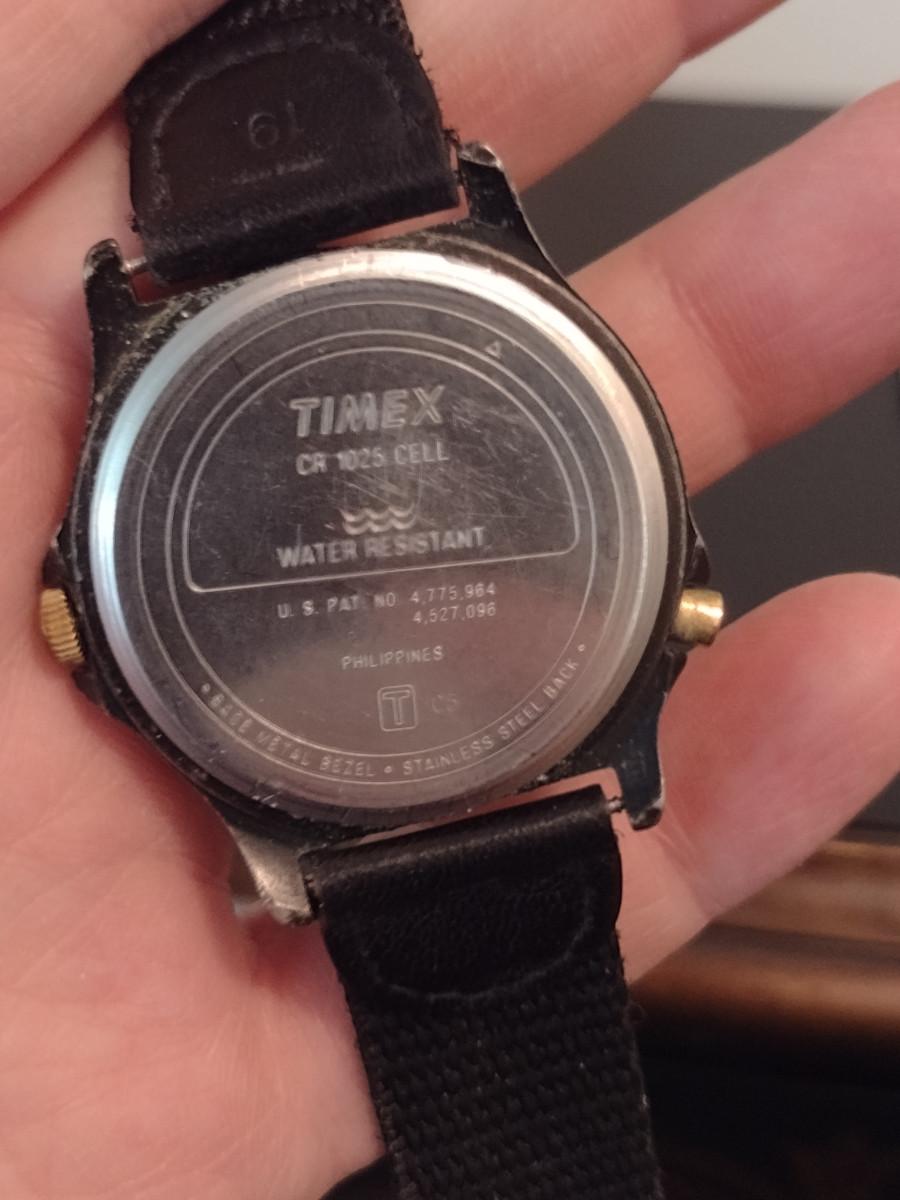 19
TIMEX
CR 1025 CELL
WATER RESISTANT
U. S. PAT. NO. 4,775,964
4,527,096
PHILIPPINES
T C5
• BASE METAL BEZEL • STAINLESS STEEL BACK •